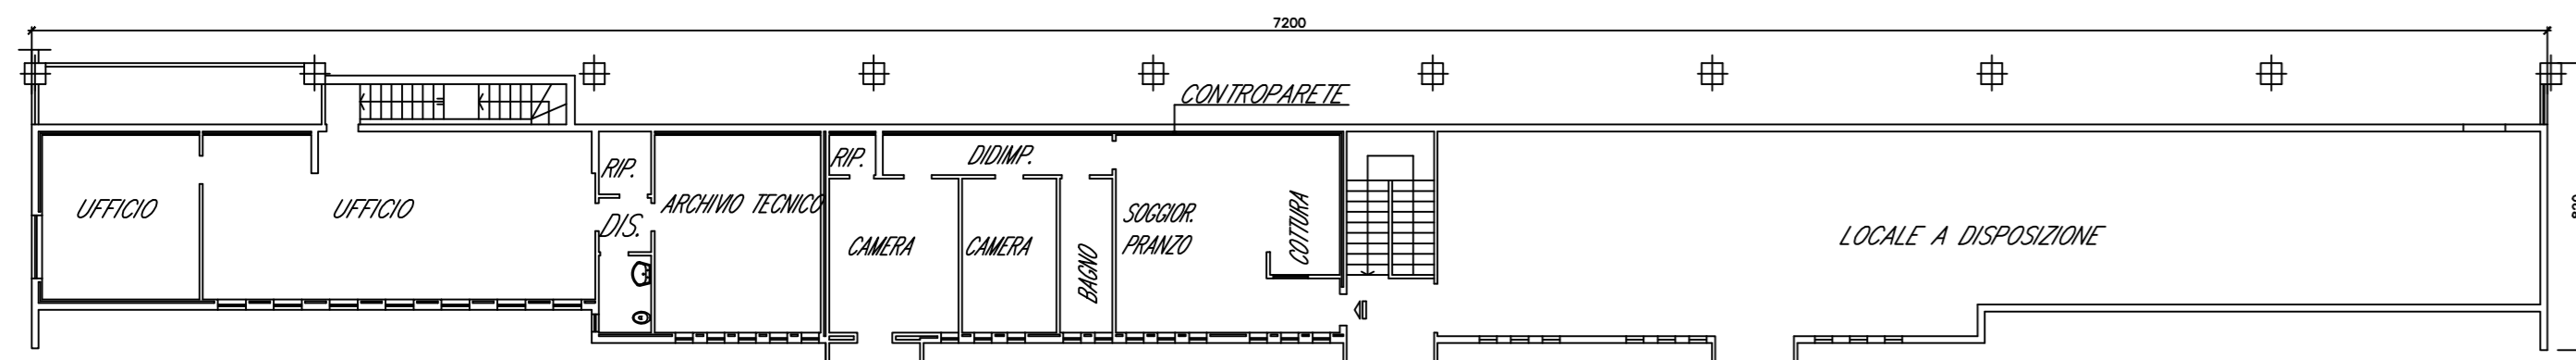 7200
CONTROPARETE
RIP.
RIP.
DIDIMP.
UFFICIO
UFFICIO
DIS.
ARCHIVIO TECNICO
CAMERA
CAMERA
BAGNO
SOGGIOR.
PRANZO
COTTURA
LOCALE A DISPOSIZIONE